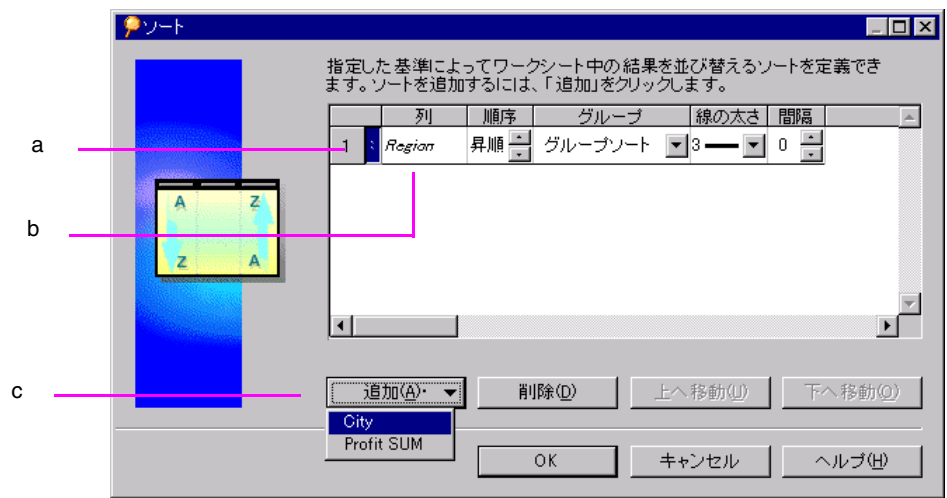 ソート
指定した基準によってワークシート中の結果を並び替えるソートを定義でき
ます。ソートを追加するには、「追加」をクリックします。
列 順序 グループ 線の太さ 間隔
a
1 Region 昇順 グループソート 3 0
b
A Z
Z A
c
追加(A)· 削除(D) 上へ移動(U) 下へ移動(O)
City
Profit SUM
OK キャンセル ヘルプ(H)